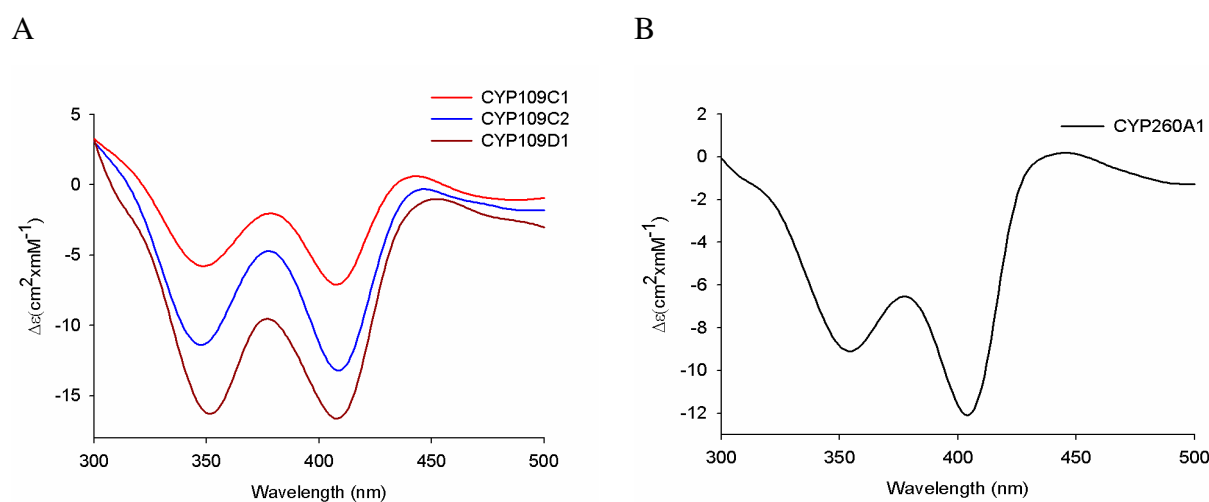 A
B
CYP109C1
CYP109C2
CYP109D1
5
0
-5
-10
-15
Δε(cm²xmM⁻¹)
300
350
400
450
500
Wavelength (nm)
CYP260A1
2
0
-2
-4
-6
-8
-10
-12
Δε(cm²xmM⁻¹)
300
350
400
450
500
Wavelength (nm)